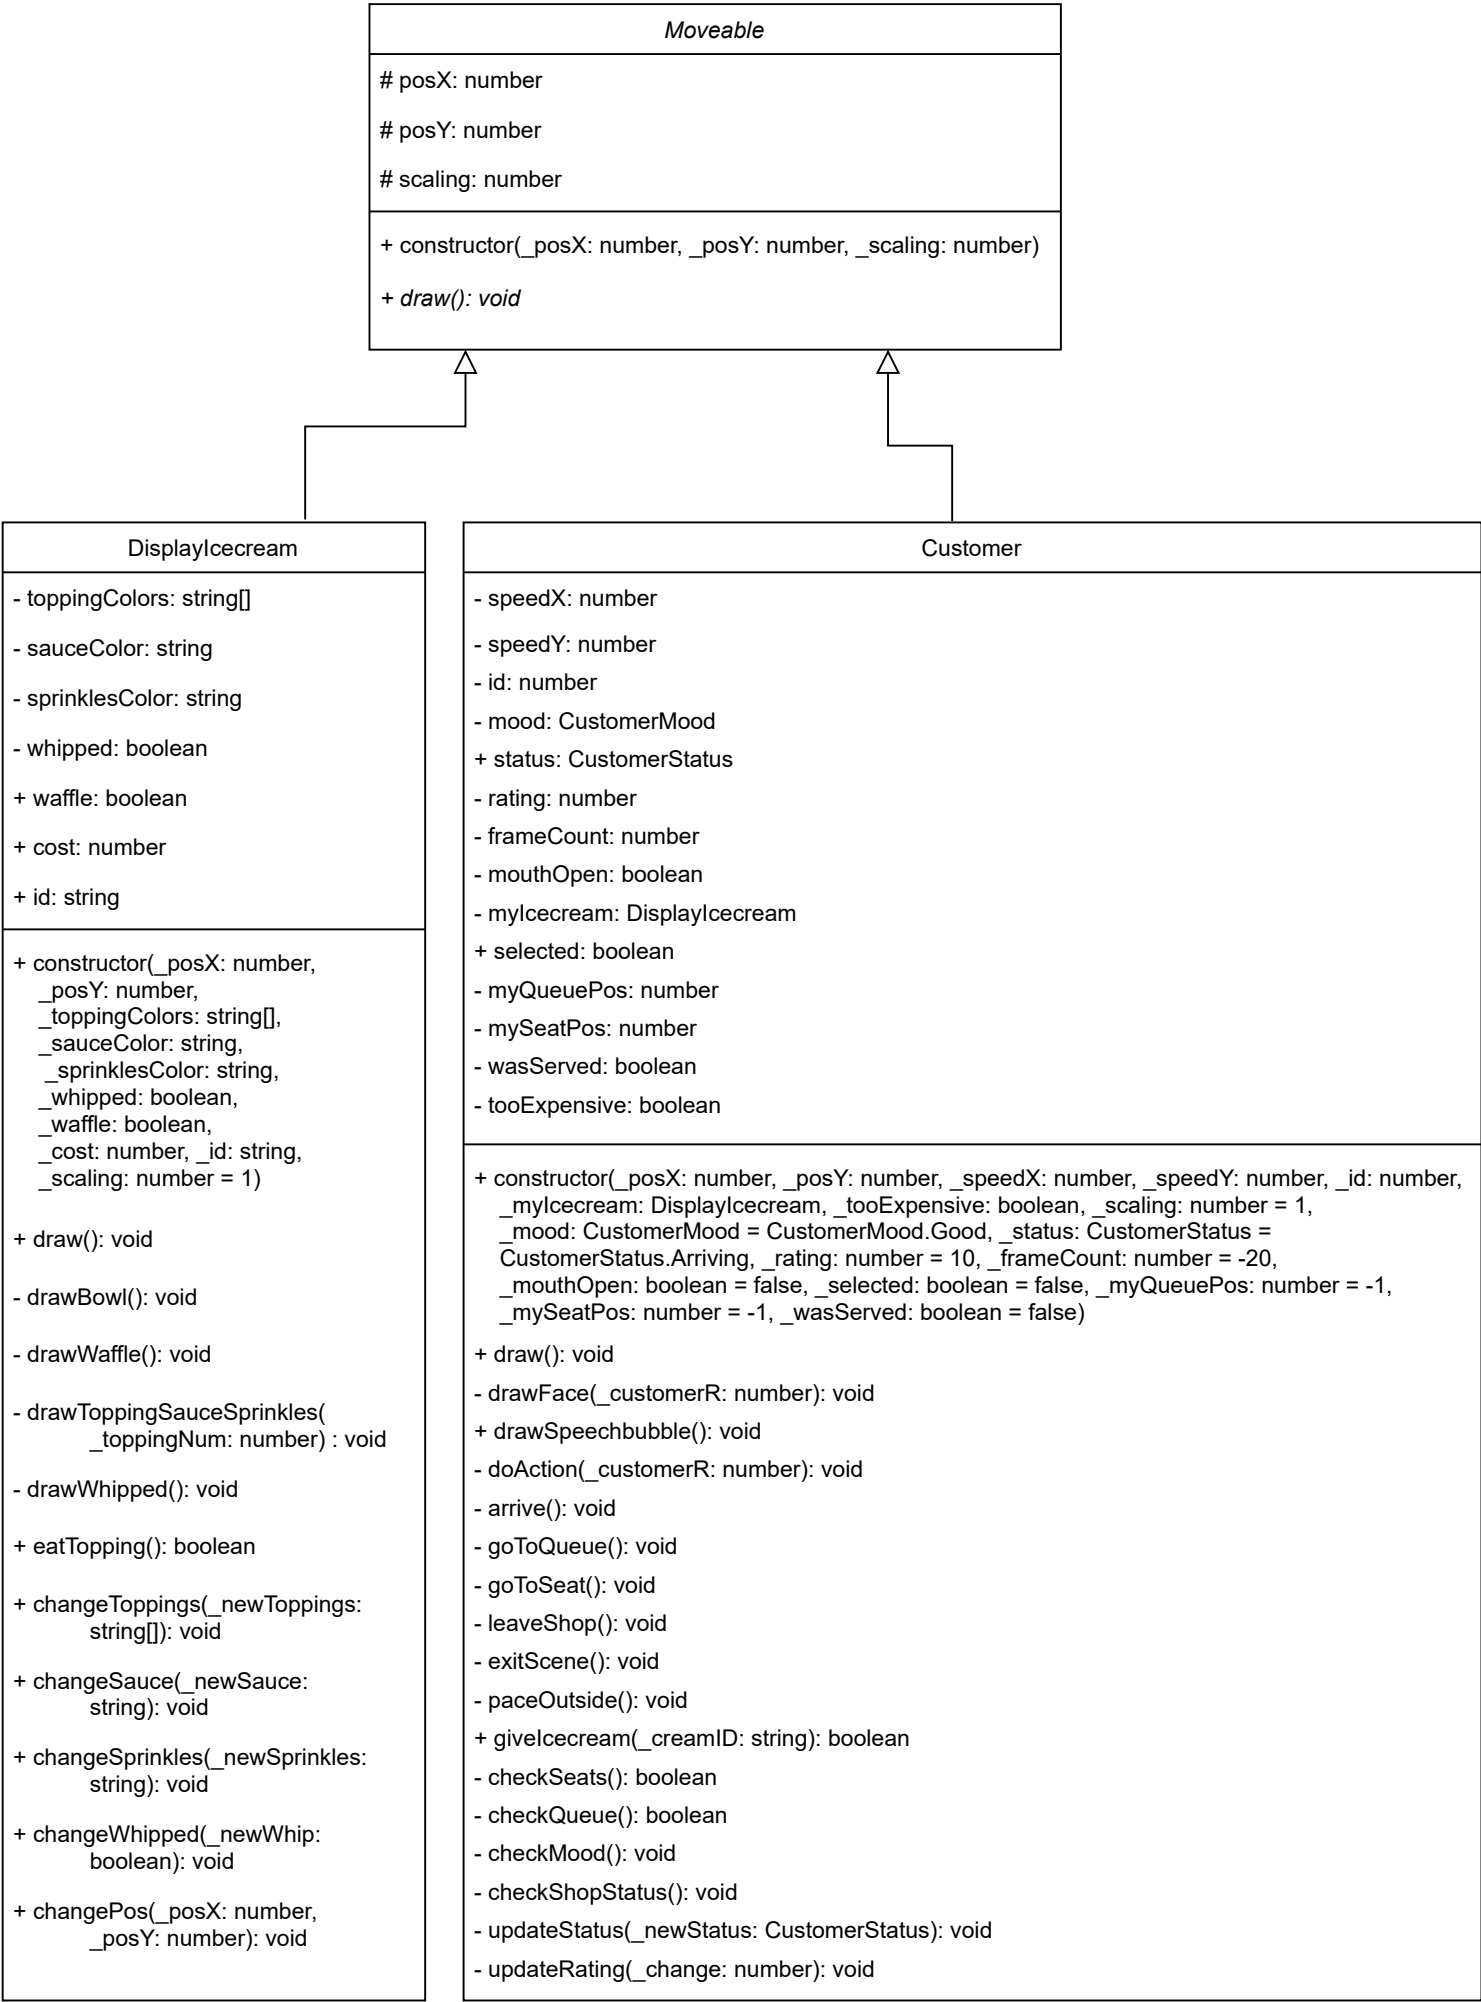 Moveable
# posX: number
# posY: number
# scaling: number
+ constructor(_posX: number, _posY: number, _scaling: number)
+ draw(): void
DisplayIcecream
- toppingColors: string[]
- sauceColor: string
- sprinklesColor: string
- whipped: boolean
+ waffle: boolean
+ cost: number
+ id: string
+ constructor(_posX: number,
_posY: number,
_toppingColors: string[],
_sauceColor: string,
_sprinklesColor: string,
_whipped: boolean,
_waffle: boolean,
_cost: number, _id: string,
_scaling: number = 1)
+ draw(): void
- drawBowl(): void
- drawWaffle(): void
- drawToppingSauceSprinkles(
_toppingNum: number) : void
- drawWhipped(): void
+ eatTopping(): boolean
+ changeToppings(_newToppings:
string[]): void
+ changeSauce(_newSauce:
string): void
+ changeSprinkles(_newSprinkles:
string): void
+ changeWhipped(_newWhip:
boolean): void
+ changePos(_posX: number,
_posY: number): void
Customer
- speedX: number
- speedY: number
- id: number
- mood: CustomerMood
+ status: CustomerStatus
- rating: number
- frameCount: number
- mouthOpen: boolean
- myIcecream: DisplayIcecream
+ selected: boolean
- myQueuePos: number
- mySeatPos: number
- wasServed: boolean
- tooExpensive: boolean
+ constructor(_posX: number, _posY: number, _speedX: number, _speedY: number, _id: number,
_myIcecream: DisplayIcecream, _tooExpensive: boolean, _scaling: number = 1,
_mood: CustomerMood = CustomerMood.Good, _status: CustomerStatus =
CustomerStatus.Arriving, _rating: number = 10, _frameCount: number = -20,
_mouthOpen: boolean = false, _selected: boolean = false, _myQueuePos: number = -1,
_mySeatPos: number = -1, _wasServed: boolean = false)
+ draw(): void
- drawFace(_customerR: number): void
+ drawSpeechbubble(): void
- doAction(_customerR: number): void
- arrive(): void
- goToQueue(): void
- goToSeat(): void
- leaveShop(): void
- exitScene(): void
- paceOutside(): void
+ giveIcecream(_creamID: string): boolean
- checkSeats(): boolean
- checkQueue(): boolean
- checkMood(): void
- checkShopStatus(): void
- updateStatus(_newStatus: CustomerStatus): void
- updateRating(_change: number): void